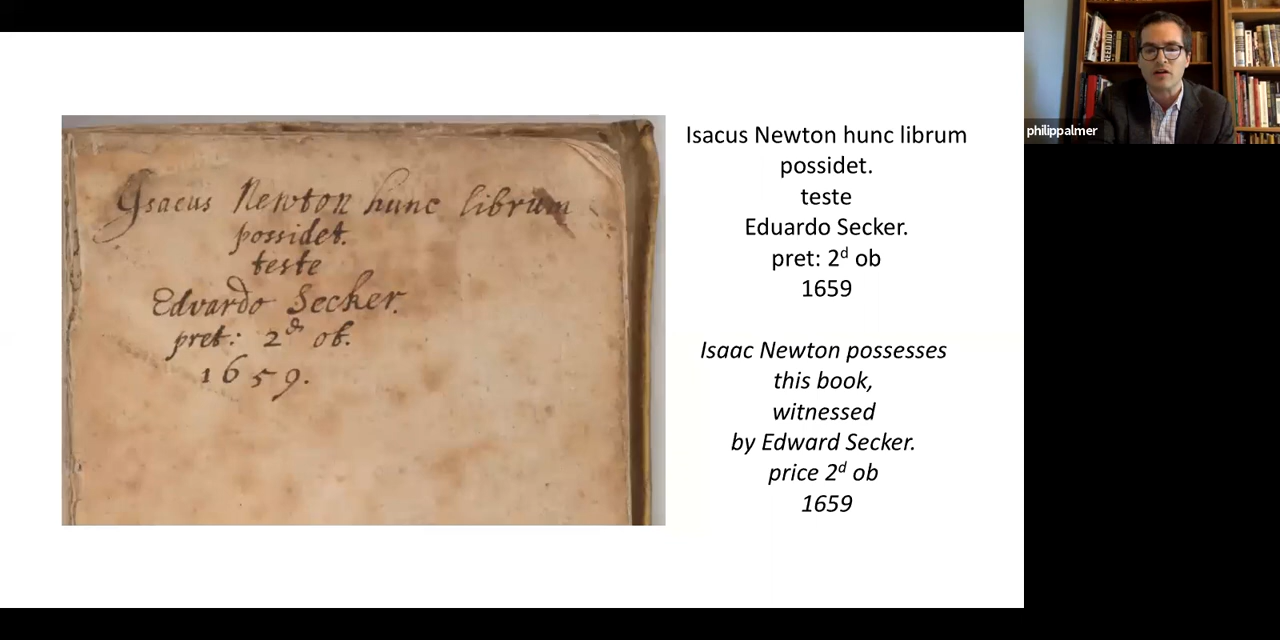 Isacus Newton hunc librum
possidet.
teste
Edvardo Secker.
pret: 2d ob.
1659.
Isacus Newton hunc librum
possidet.
teste
Eduardo Secker.
pret: 2d ob
1659
Isaac Newton possesses
this book,
witnessed
by Edward Secker.
price 2d ob
1659
philippalmer